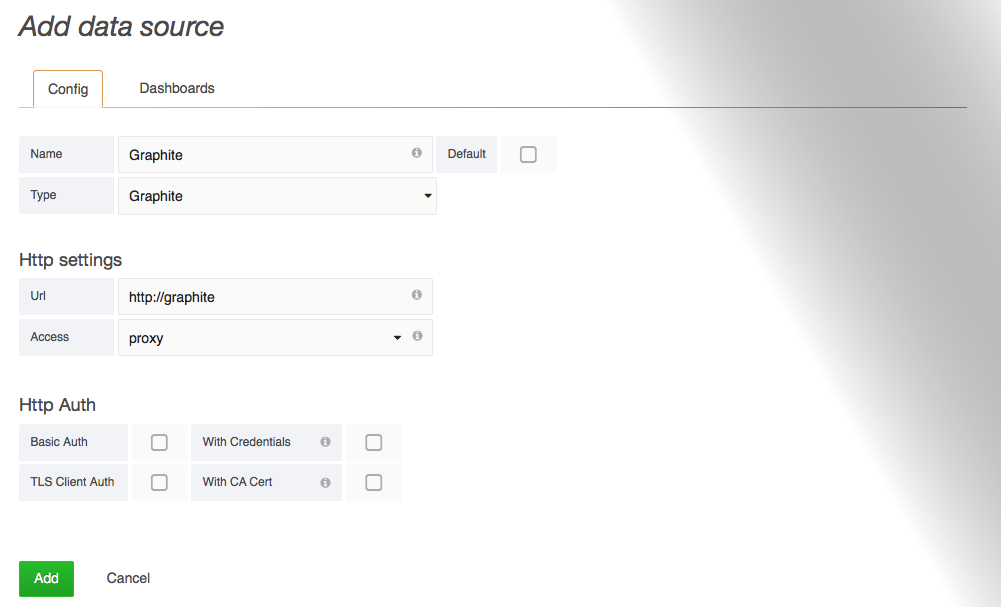 Add data source
Config Dashboards
Name Graphite Default
Type Graphite
Http settings
Url http://graphite
Access proxy
Http Auth
Basic Auth With Credentials
TLS Client Auth With CA Cert
Add Cancel